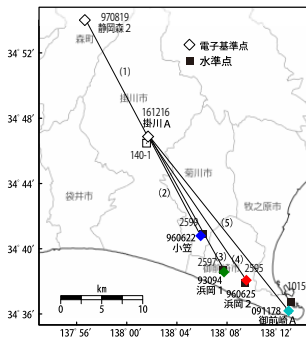 970819
静岡森2
森町
◇ 電子基準点
■ 水準点
34˚ 52'
(1)
掛川市
161216
掛川A
34˚ 48'
140-1
菊川市
(2)
34˚ 44'
袋井市
牧之原市
(5)
2599
960622
小笠
34˚ 40'
2597
(3)
(4)
2595
93094
浜岡1
960625
浜岡2
1015
091178
御前崎A
34˚ 36'
km
0 5 10
137˚ 56' 138˚ 00' 138˚ 04' 138˚ 08' 138˚ 12'